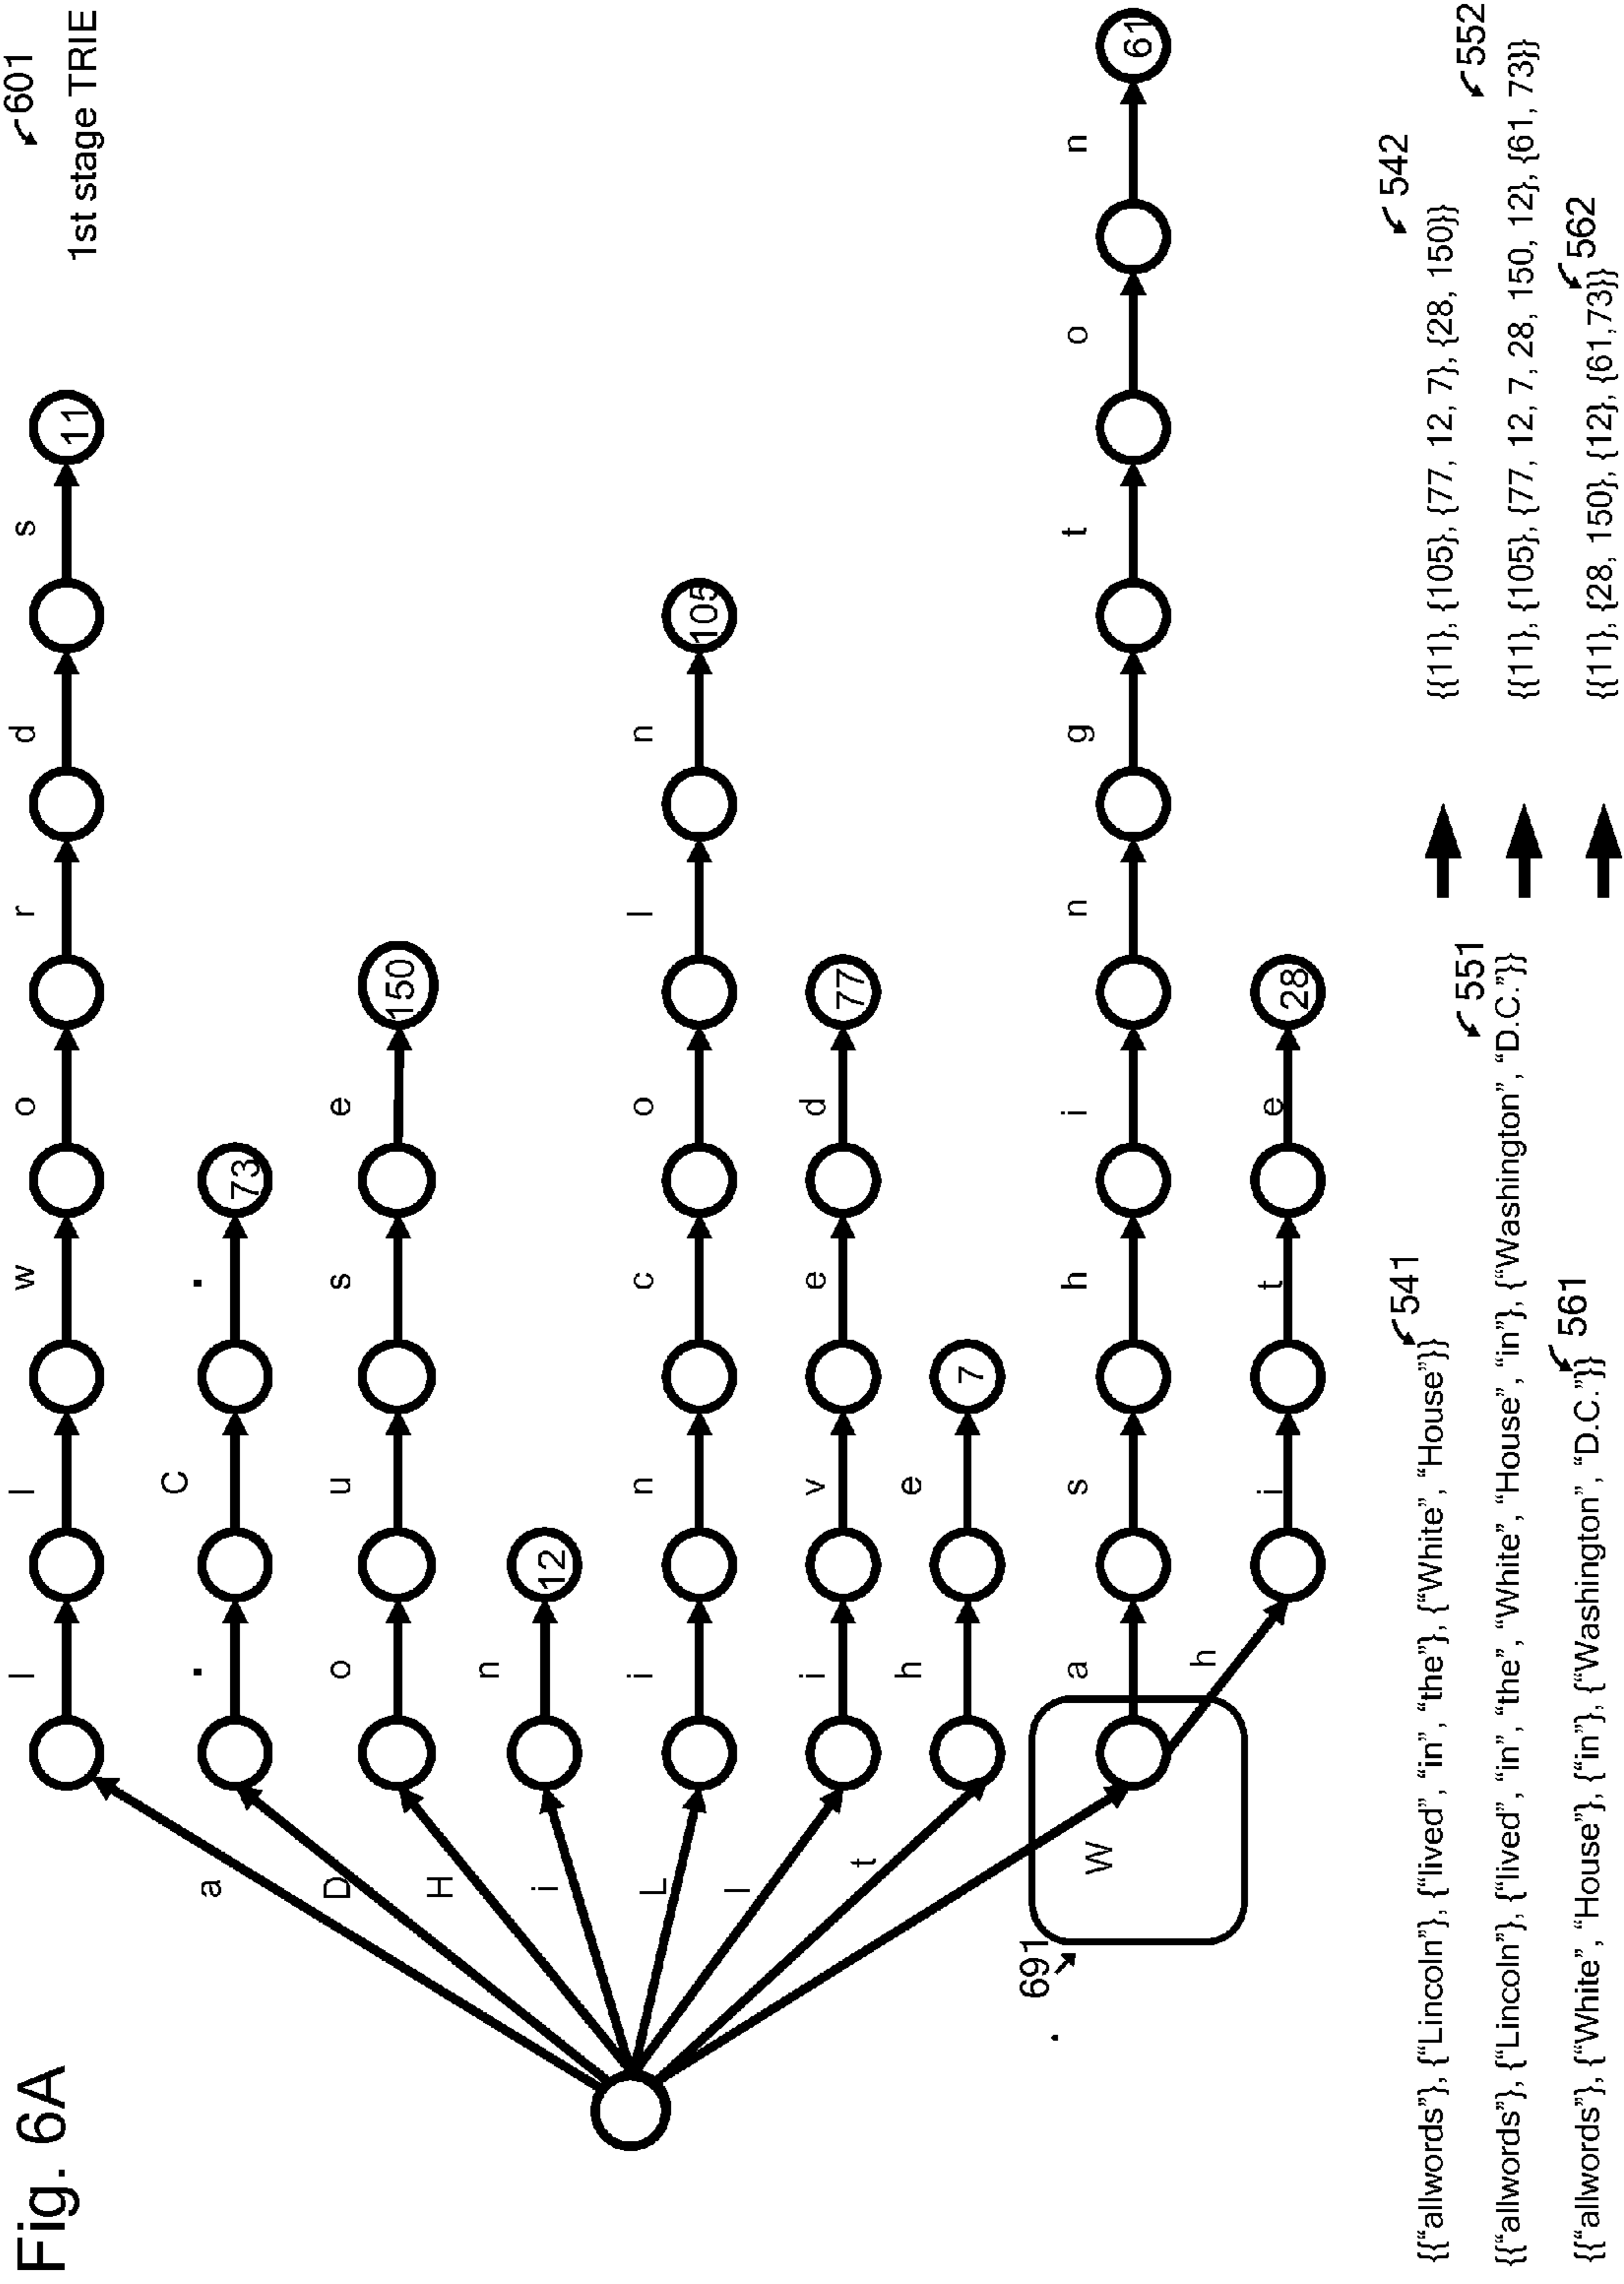 Fig. 6A
601
1st stage TRIE
a l l w o r d s 11
D . C . 73
H o u s e 150
i n 12
L i n c o l n 105
l i v e d 77
t h e 7
691
W a s h i n g t o n 61
h i t e 28
541
542
{{“allwords”}, {“Lincoln”}, {“lived”, “in”, “the”}, {“White”, “House”}} {{11}, {105}, {77, 12, 7}, {28, 150}}
551
552
{{“allwords”}, {“Lincoln”}, {“lived”, “in”, “the”, “White”, “House”, “in”}, {“Washington”, “D.C.”}} {{11}, {105}, {77, 12, 7, 28, 150, 12}, {61, 73}}
561
562
{{“allwords”}, {“White”, “House”}, {“in”}, {“Washington”, “D.C.”}} {{11}, {28, 150}, {12}, {61,73}}